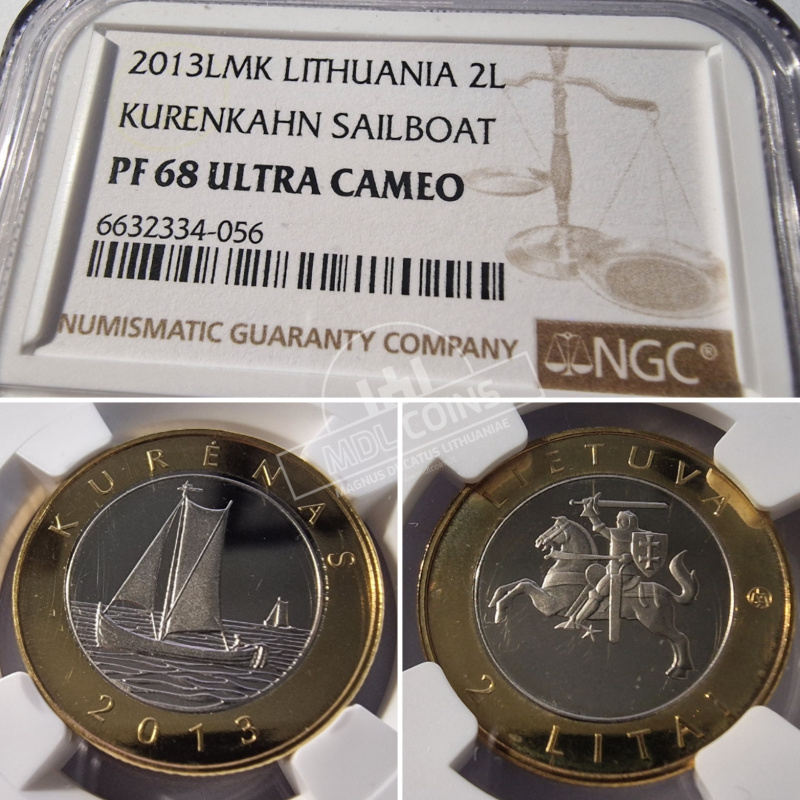 2013LMK LITHUANIA 2L
KURENKAHN SAILBOAT
PF 68 ULTRA CAMEO
6632334-056
NUMISMATIC GUARANTY COMPANY
NGC®
MDL COINS
MAGNUS DUCATUS LITHUANIAE
KURĖNAS
2013
LIETUVA
2 LITAI